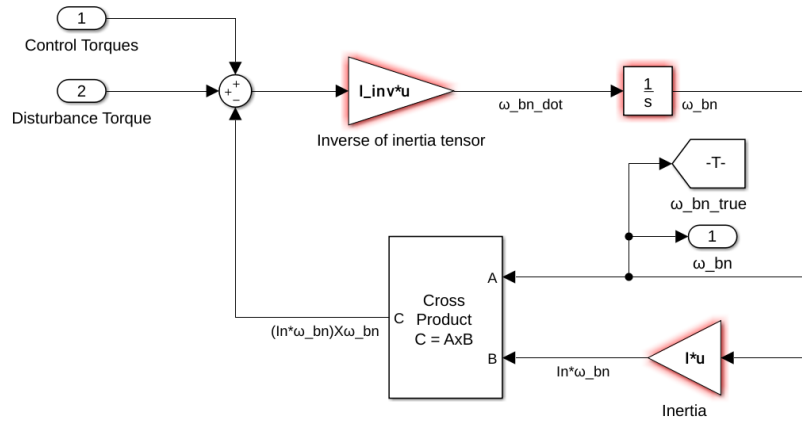 1
Control Torques
2
Disturbance Torque
+
+
−
I_inv*u
Inverse of inertia tensor
ω_bn_dot
1
s
ω_bn
-T-
ω_bn_true
1
ω_bn
A
Cross
Product
C = AxB
C
B
(In*ω_bn)Xω_bn
In*ω_bn
I*u
Inertia